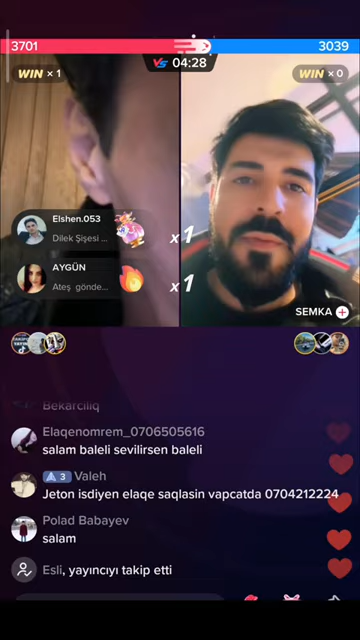 3701
3039
VS 04:28
WIN × 1
WIN × 0
Elshen.053
Dilek Şişesi ...
x1
AYGÜN
Ateş gönde...
x1
SEMKA
Bekarciliq
Elaqenomrem_0706505616
salam baleli sevilirsen baleli
3 Valeh
Jeton isdiyen elaqe saqlasin vapcatda 0704212224
Polad Babayev
salam
Esli, yayıncıyı takip etti